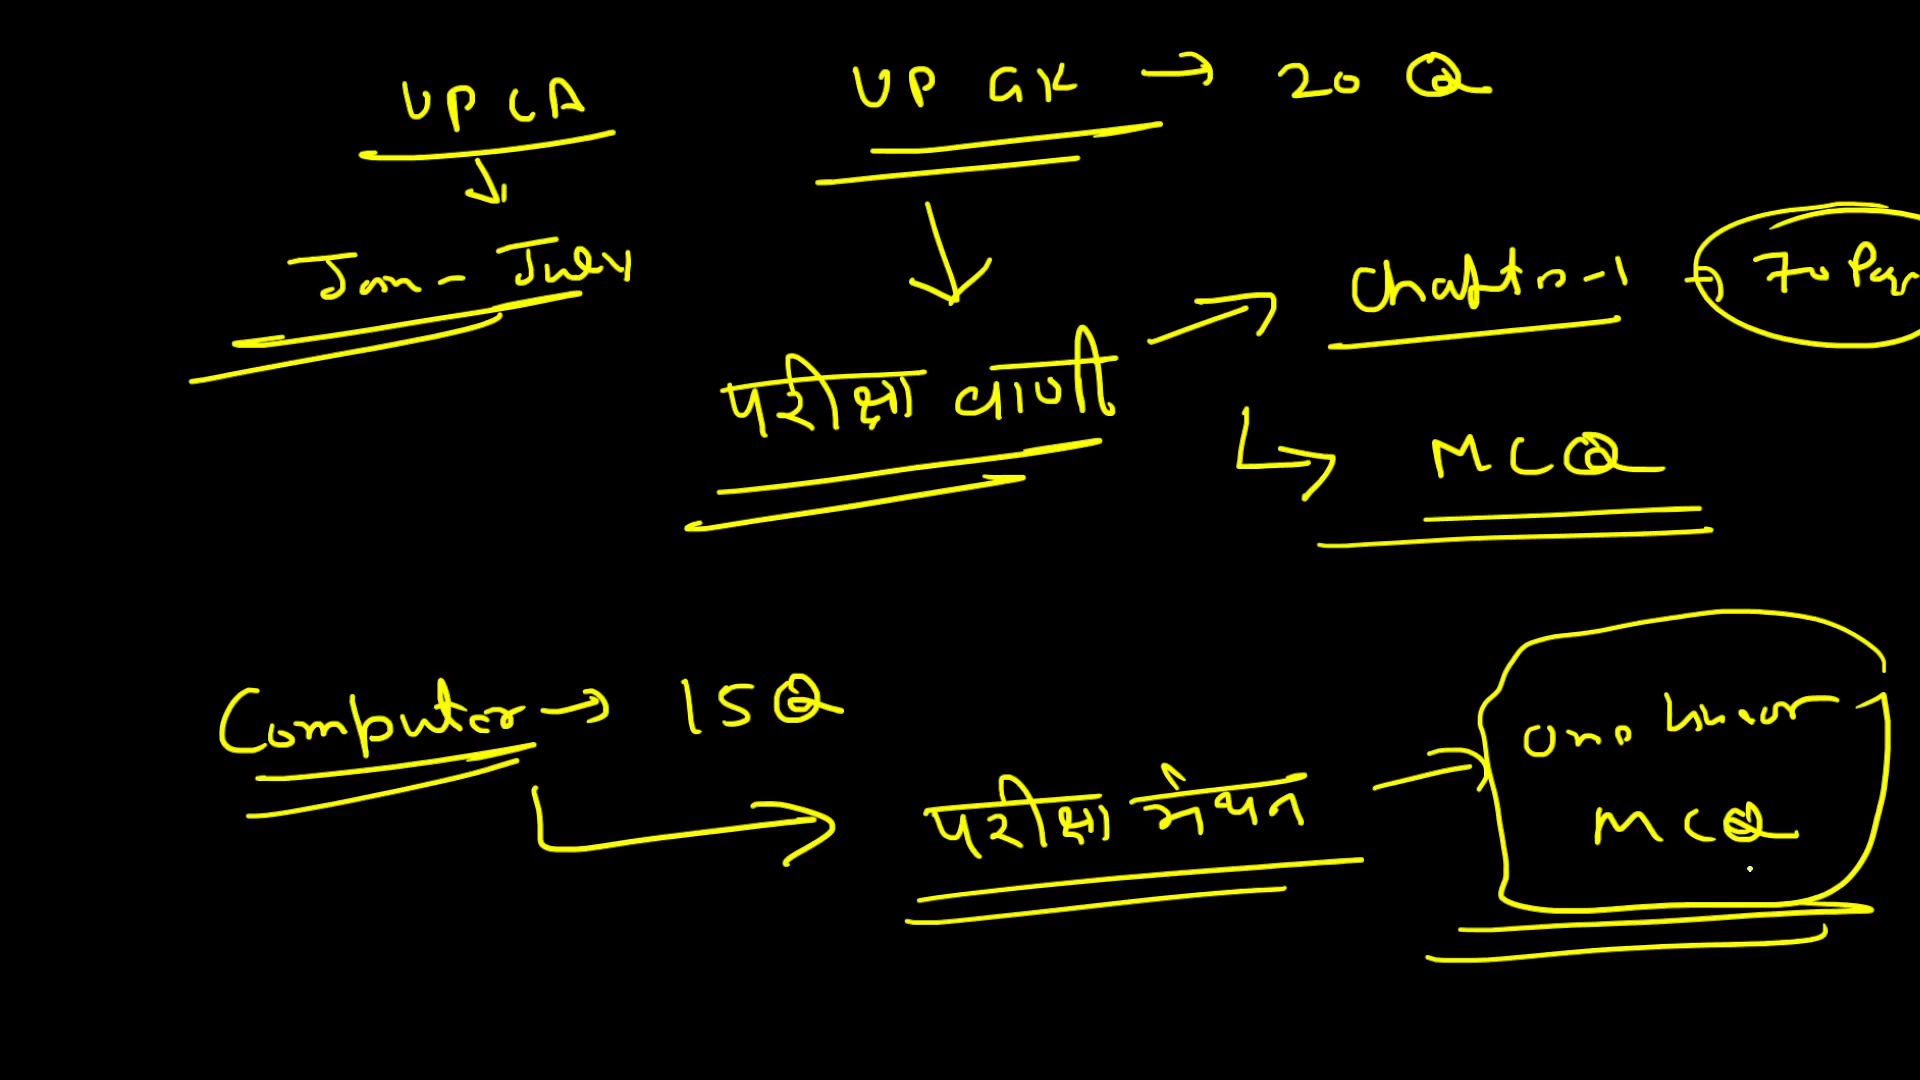 UP CA
UP GK → 20 Q
Jan - July
Chapter-1 → 70 Pag
परीक्षा वाणी
MCQ
Computer → 15 Q
परीक्षा मंथन
one liner
MCQ